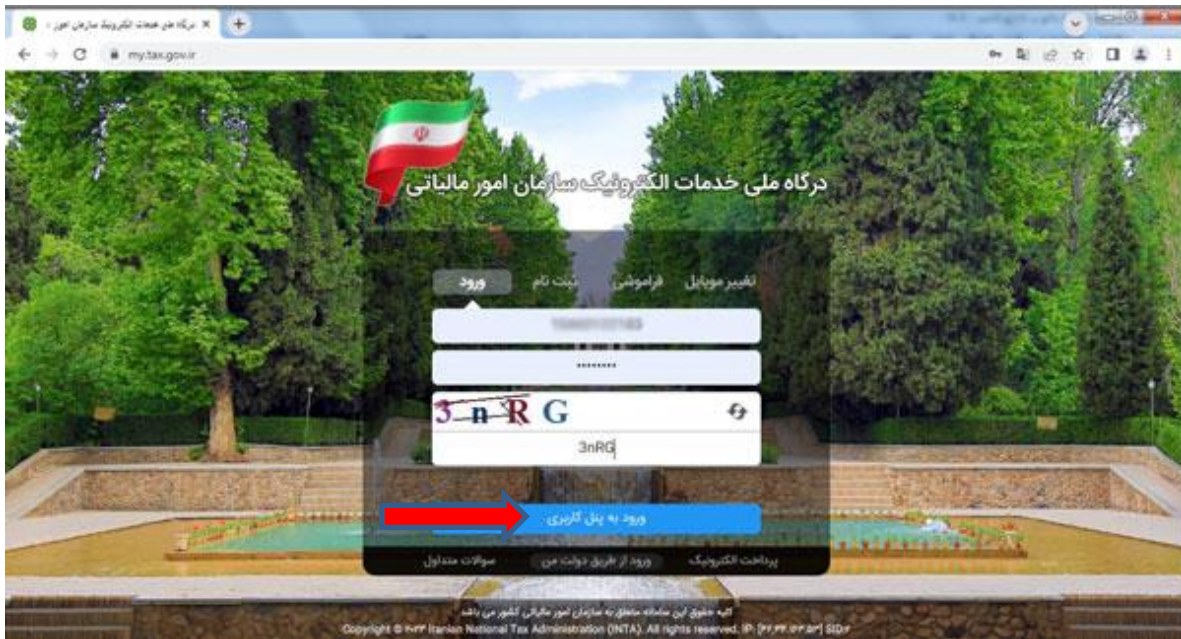 درگاه ملی خدمات الکترونیک سازمان امور
my.tax.gov.ir
درگاه ملی خدمات الکترونیک سازمان امور مالیاتی
تغییر موبایل فراموشی ثبت نام ورود
3 n R G
3nRG
ورود به پنل کاربری
پرداخت الکترونیک ورود از طریق دولت من سوالات متداول
کلیه حقوق این سامانه متعلق به سازمان امور مالیاتی کشور می باشد
Copyright © ۲۰۲۳ Iranian National Tax Administration (INTA). All rights reserved. IP: